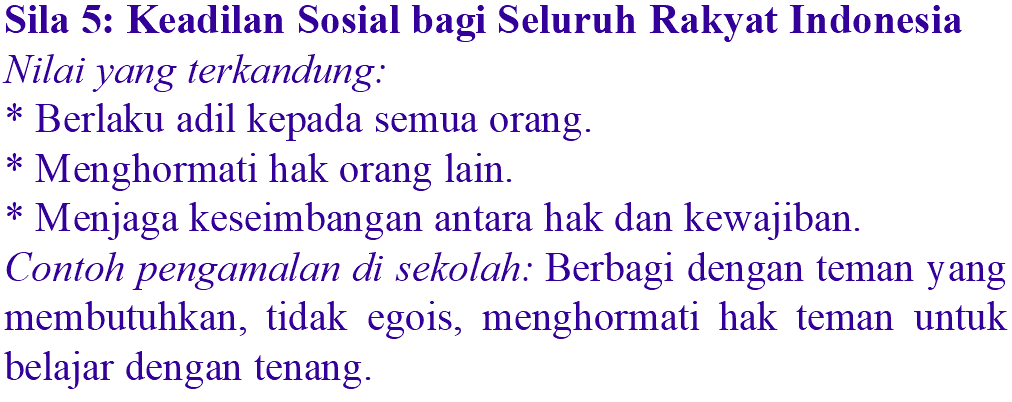 Sila 5: Keadilan Sosial bagi Seluruh Rakyat Indonesia
Nilai yang terkandung:
* Berlaku adil kepada semua orang.
* Menghormati hak orang lain.
* Menjaga keseimbangan antara hak dan kewajiban.
Contoh pengamalan di sekolah: Berbagi dengan teman yang
membutuhkan, tidak egois, menghormati hak teman untuk
belajar dengan tenang.